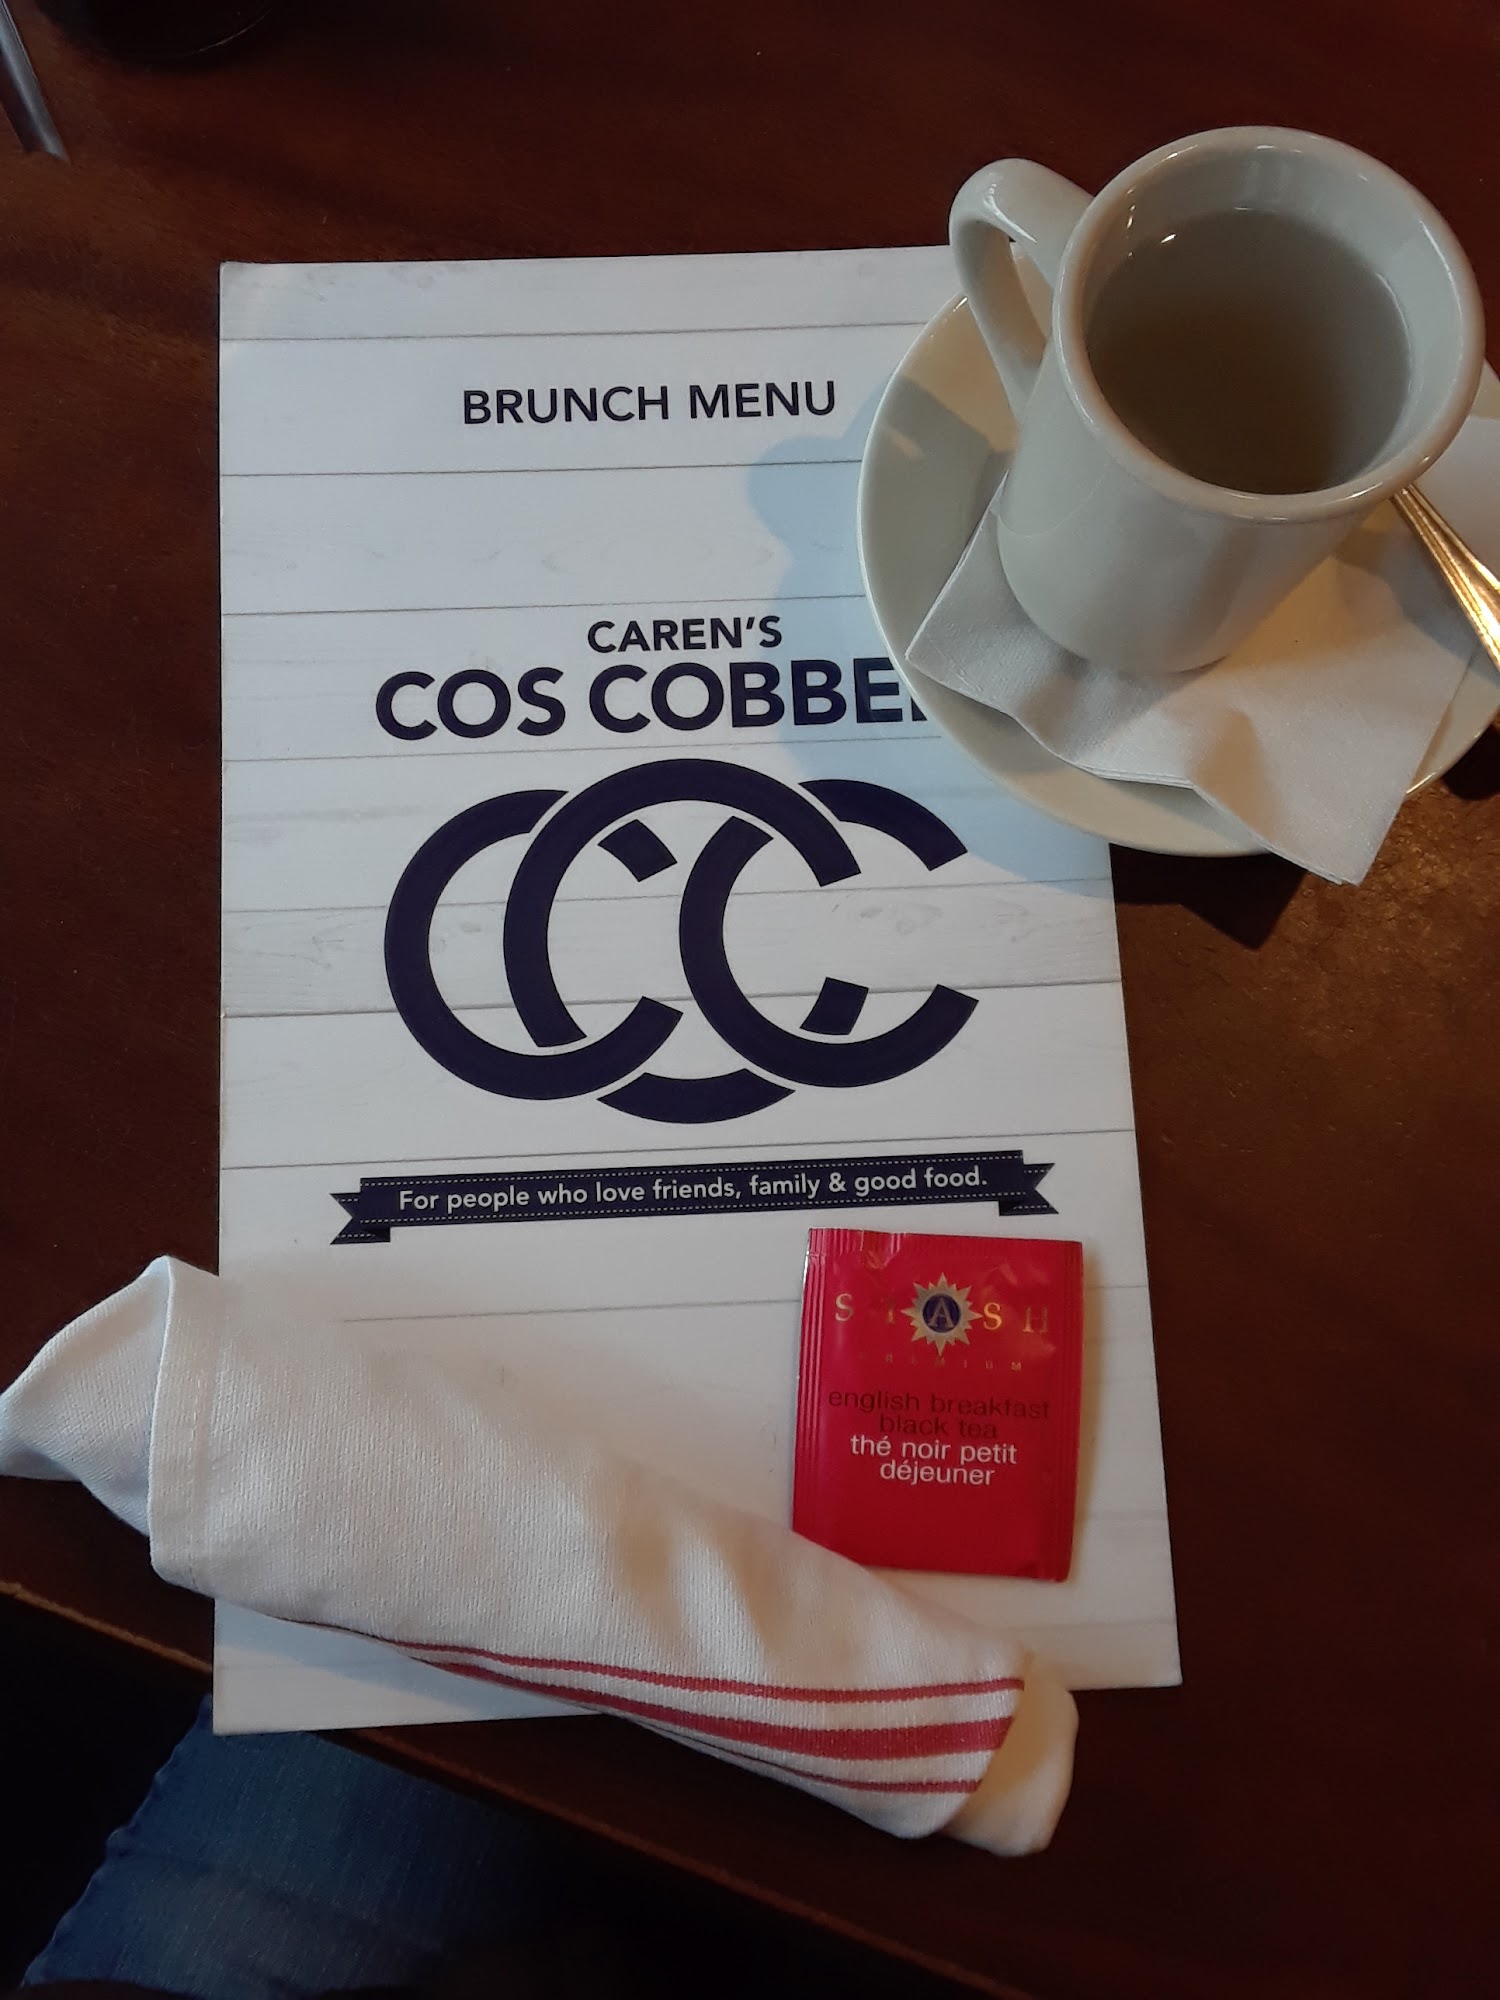 BRUNCH MENU
CAREN'S
COS COBBE
CCC
For people who love friends, family & good food.
STASH
PREMIUM
english breakfast
black tea
thé noir petit
déjeuner